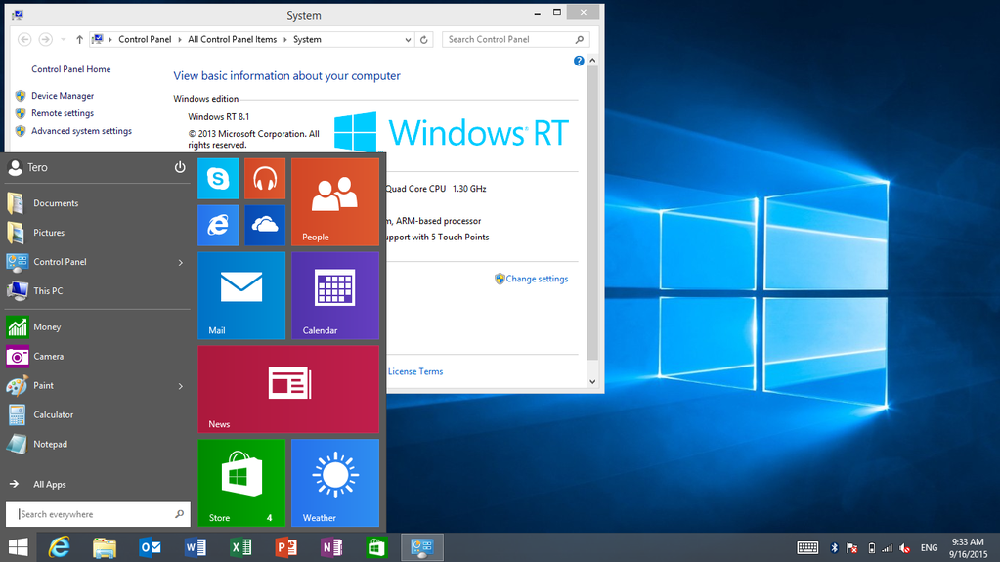 System
Control Panel
All Control Panel Items
System
Search Control Panel
Control Panel Home
Device Manager
Remote settings
Advanced system settings
View basic information about your computer
Windows edition
Windows RT 8.1
© 2013 Microsoft Corporation. All
rights reserved.
Windows RT
Quad Core CPU 1.30 GHz
ARM-based processor
with 5 Touch Points
Change settings
License Terms
Tero
Documents
Pictures
Control Panel
This PC
Money
Camera
Paint
Calculator
Notepad
All Apps
Search everywhere
People
Mail
Calendar
News
Store 4
Weather
ENG
9:33 AM
9/16/2015